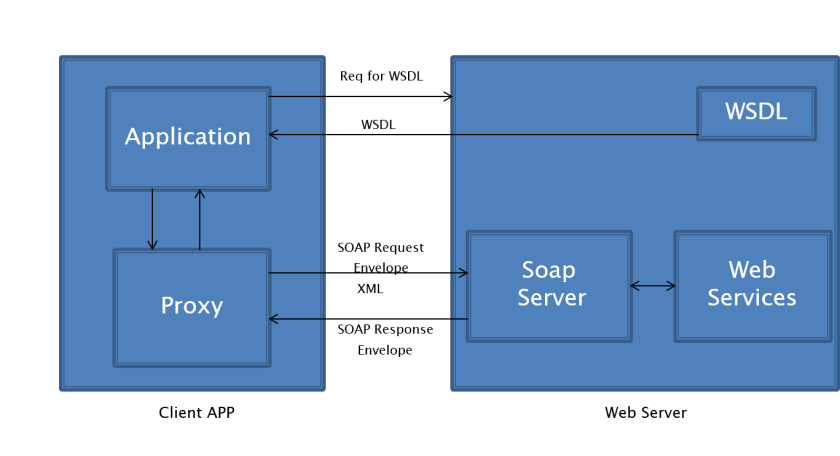 Req for WSDL
WSDL
WSDL
Application
SOAP Request
Envelope
XML
Soap
Server
Web
Services
Proxy
SOAP Response
Envelope
Client APP
Web Server